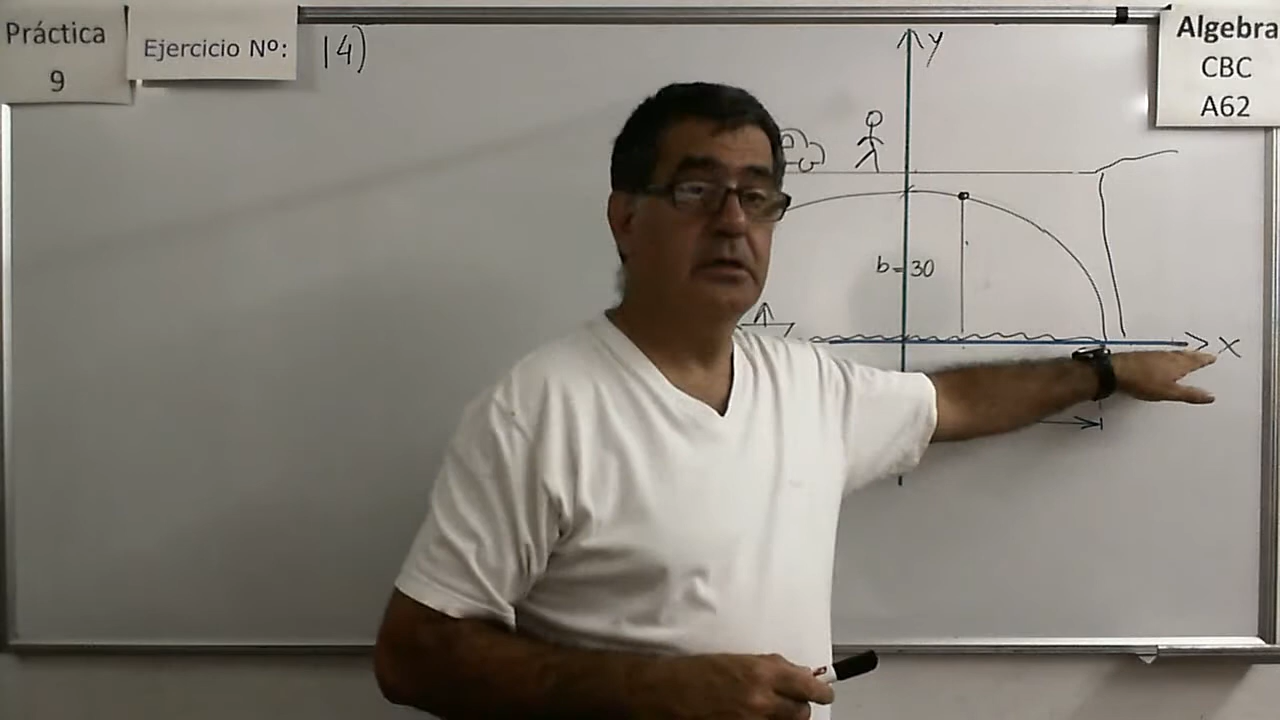 Práctica
9
Ejercicio Nº:
14)
Algebra
CBC
A62
y
b=30
x